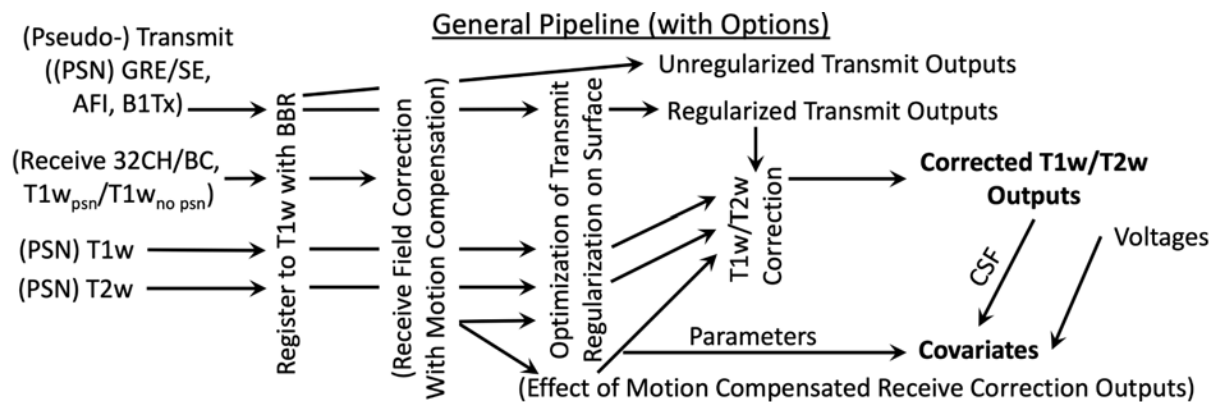 General Pipeline (with Options)
(Pseudo-) Transmit
((PSN) GRE/SE,
AFI, B1Tx)
(Receive 32CH/BC,
T1wpsn/T1wno psn)
(PSN) T1w
(PSN) T2w
Register to T1w with BBR
(Receive Field Correction
With Motion Compensation)
Optimization of Transmit
Regularization on Surface
Unregularized Transmit Outputs
Regularized Transmit Outputs
T1w/T2w
Correction
Corrected T1w/T2w
Outputs
Voltages
CSF
Parameters
Covariates
(Effect of Motion Compensated Receive Correction Outputs)